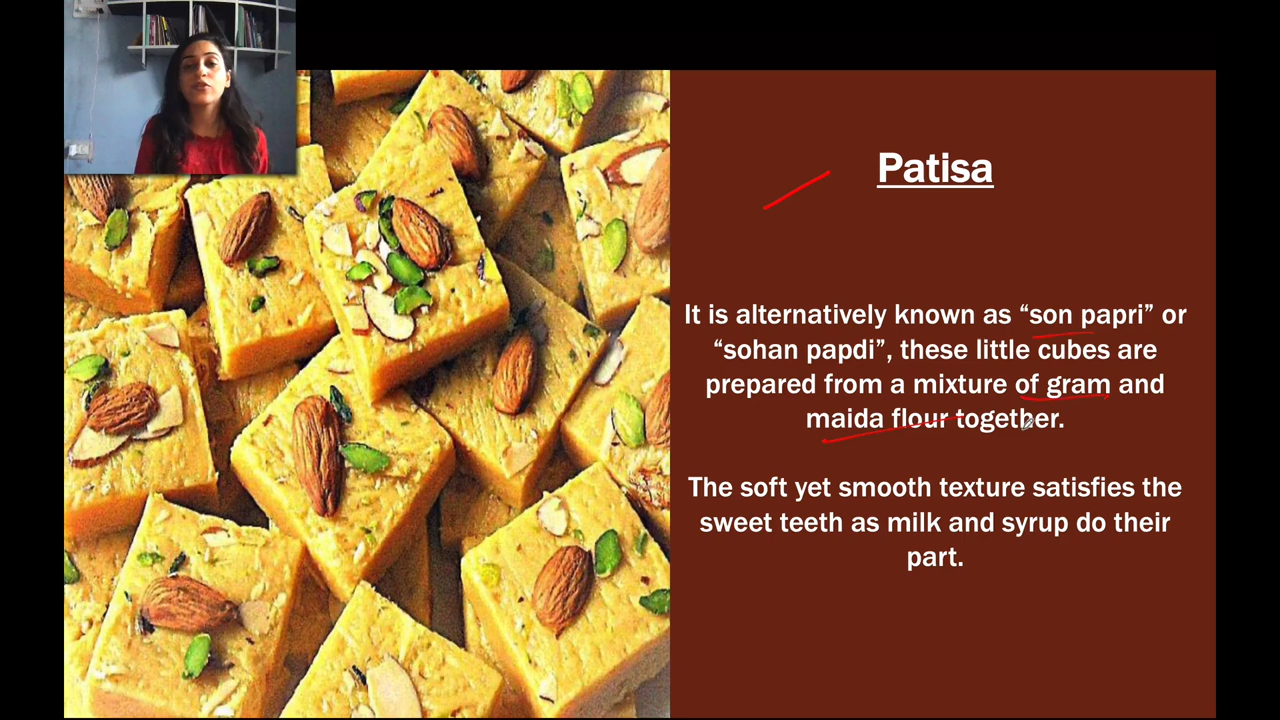 Patisa
It is alternatively known as “son papri” or
“sohan papdi”, these little cubes are
prepared from a mixture of gram and
maida flour together.
The soft yet smooth texture satisfies the
sweet teeth as milk and syrup do their
part.